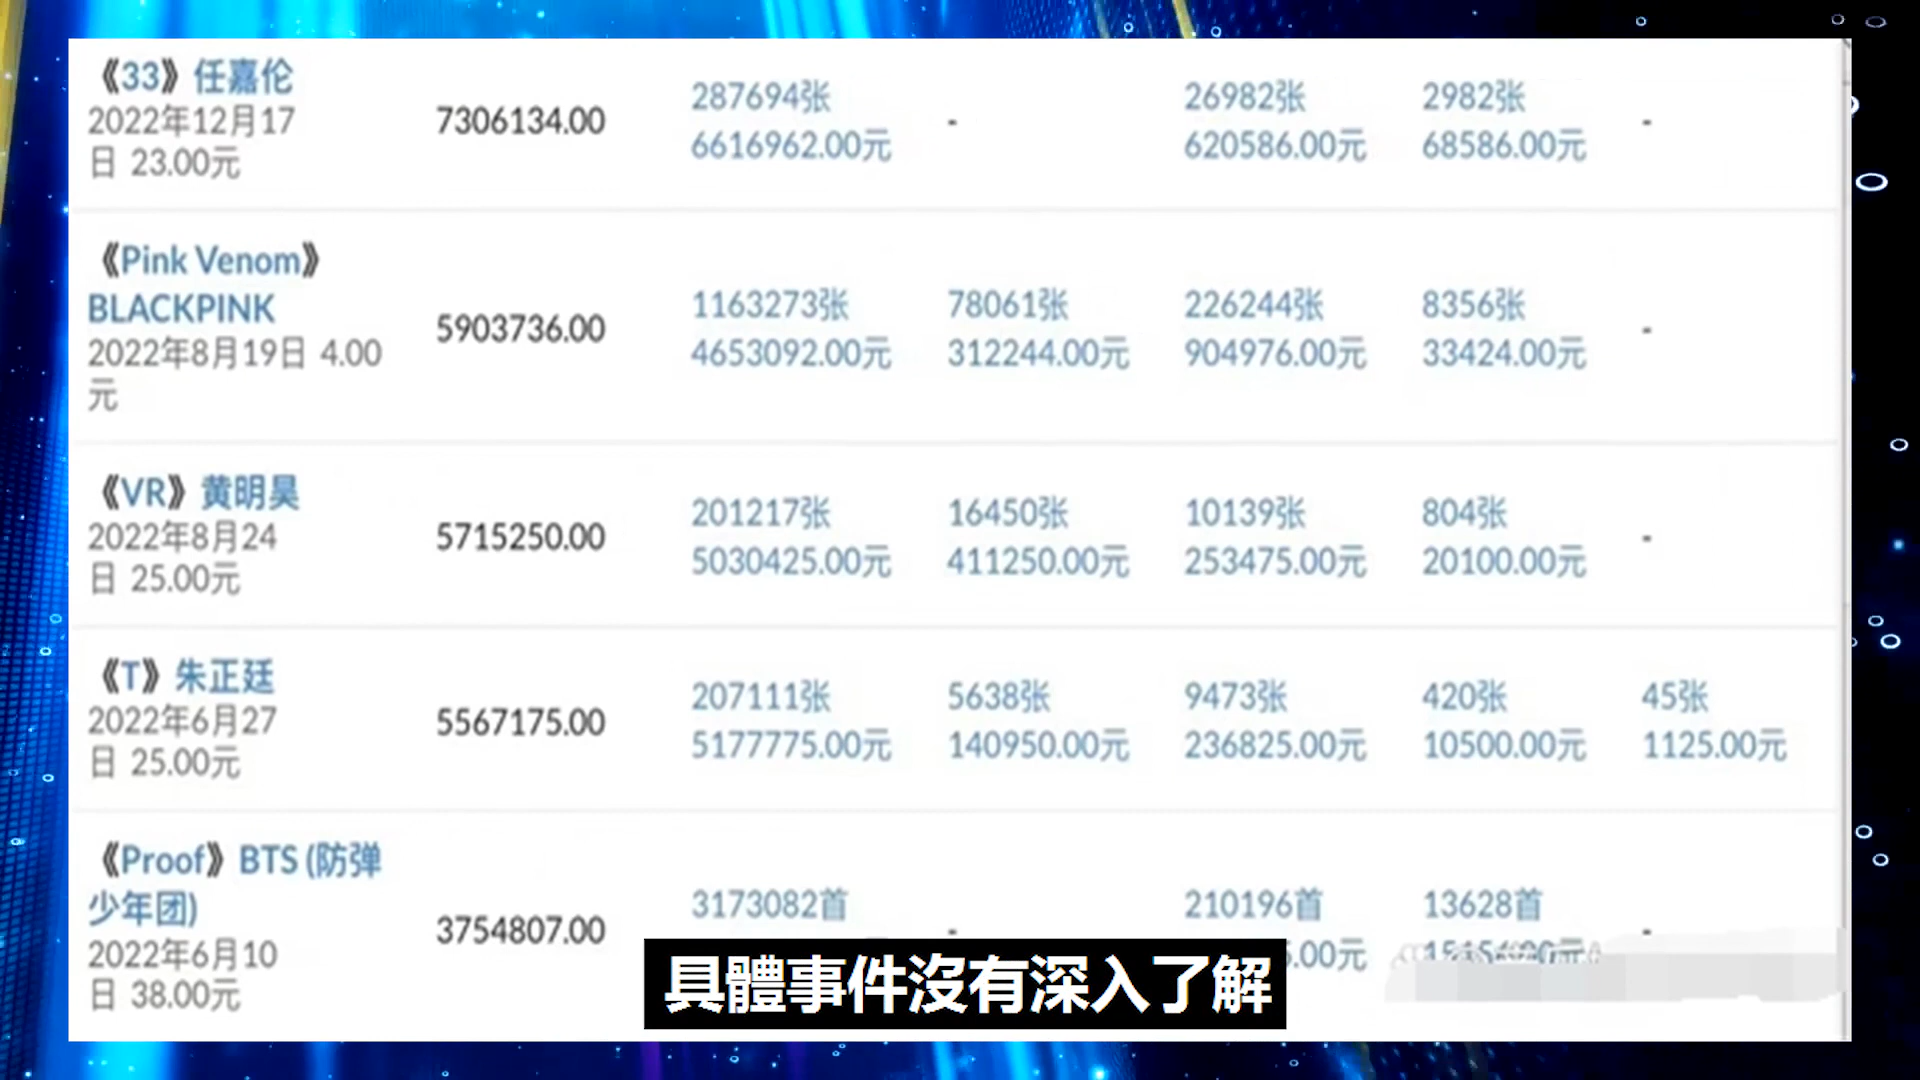 《33》任嘉伦
2022年12月17
日 23.00元
7306134.00
287694张
6616962.00元
-
26982张
620586.00元
2982张
68586.00元
-
《Pink Venom》
BLACKPINK
2022年8月19日 4.00
元
5903736.00
1163273张
4653092.00元
78061张
312244.00元
226244张
904976.00元
8356张
33424.00元
-
《VR》黄明昊
2022年8月24
日 25.00元
5715250.00
201217张
5030425.00元
16450张
411250.00元
10139张
253475.00元
804张
20100.00元
-
《T》朱正廷
2022年6月27
日 25.00元
5567175.00
207111张
5177775.00元
5638张
140950.00元
9473张
236825.00元
420张
10500.00元
45张
1125.00元
《Proof》BTS (防弹
少年团)
2022年6月10
日 38.00元
3754807.00
3173082首
-
210196首
.00元
13628首
-
具體事件沒有深入了解